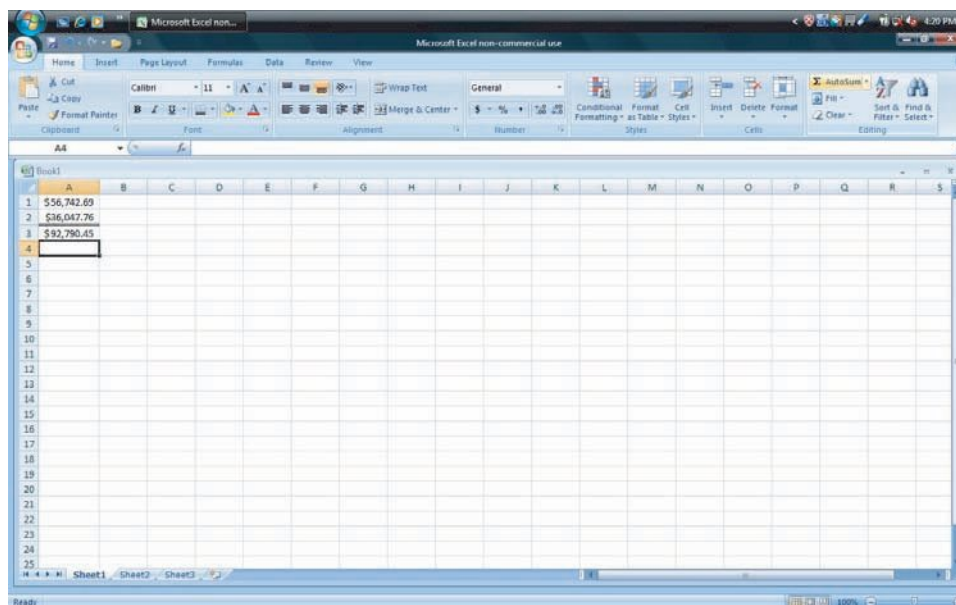 Microsoft Excel non... 4:20 PM
Microsoft Excel non-commercial use
Home Insert Page Layout Formulas Data Review View
Paste Cut Calibri 11 Wrap Text General Conditional Formatting Format as Table Cell Styles Insert Delete Format AutoSum Sort & Filter Find & Select
Copy Fill
Format Painter B I U Merge & Center $ % , Clear
Clipboard Font Alignment Number Styles Cells Editing
A4 fx
Book1
A B C D E F G H I J K L M N O P Q R S
1 $56,742.69
2 $36,047.76
3 $92,790.45
4
5
6
7
8
9
10
11
12
13
14
15
16
17
18
19
20
21
22
23
24
25
Sheet1 Sheet2 Sheet3
Ready 100%